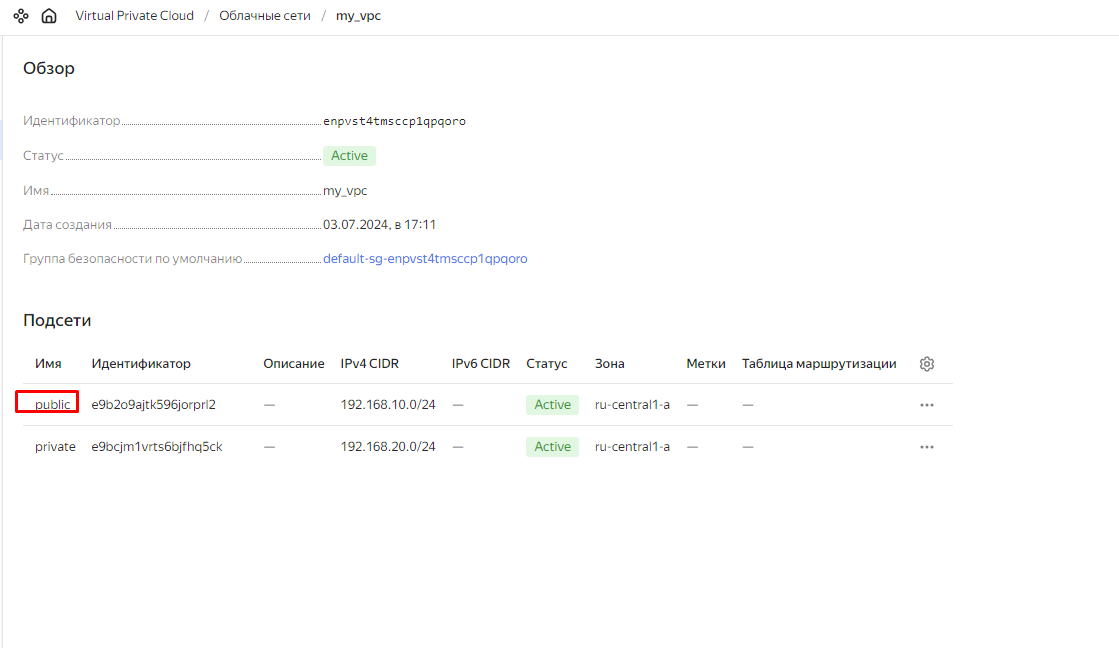 Virtual Private Cloud / Облачные сети / my_vpc
Обзор
Идентификатор enpvst4tmsccp1qpqoro
Статус Active
Имя my_vpc
Дата создания 03.07.2024, в 17:11
Группа безопасности по умолчанию default-sg-enpvst4tmsccp1qpqoro
Подсети
Имя Идентификатор Описание IPv4 CIDR IPv6 CIDR Статус Зона Метки Таблица маршрутизации
public e9b2o9ajtk596jorprl2 — 192.168.10.0/24 — Active ru-central1-a — —
private e9bcjm1vrts6bjfhq5ck — 192.168.20.0/24 — Active ru-central1-a — —